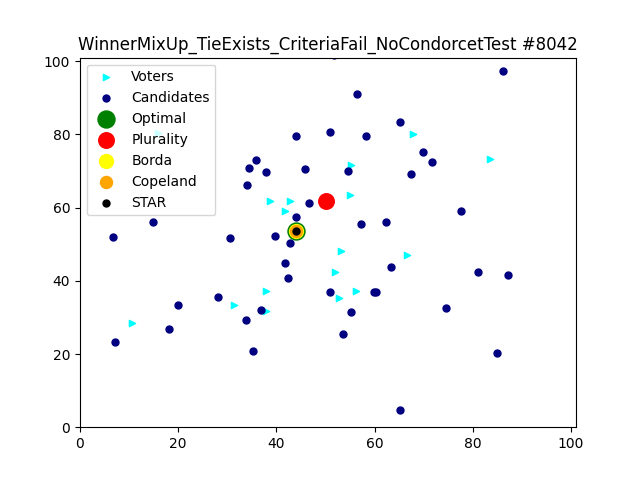 WinnerMixUp_TieExists_CriteriaFail_NoCondorcetTest #8042
100
80
60
40
20
0
Voters
Candidates
Optimal
Plurality
Borda
Copeland
STAR
0 20 40 60 80 100